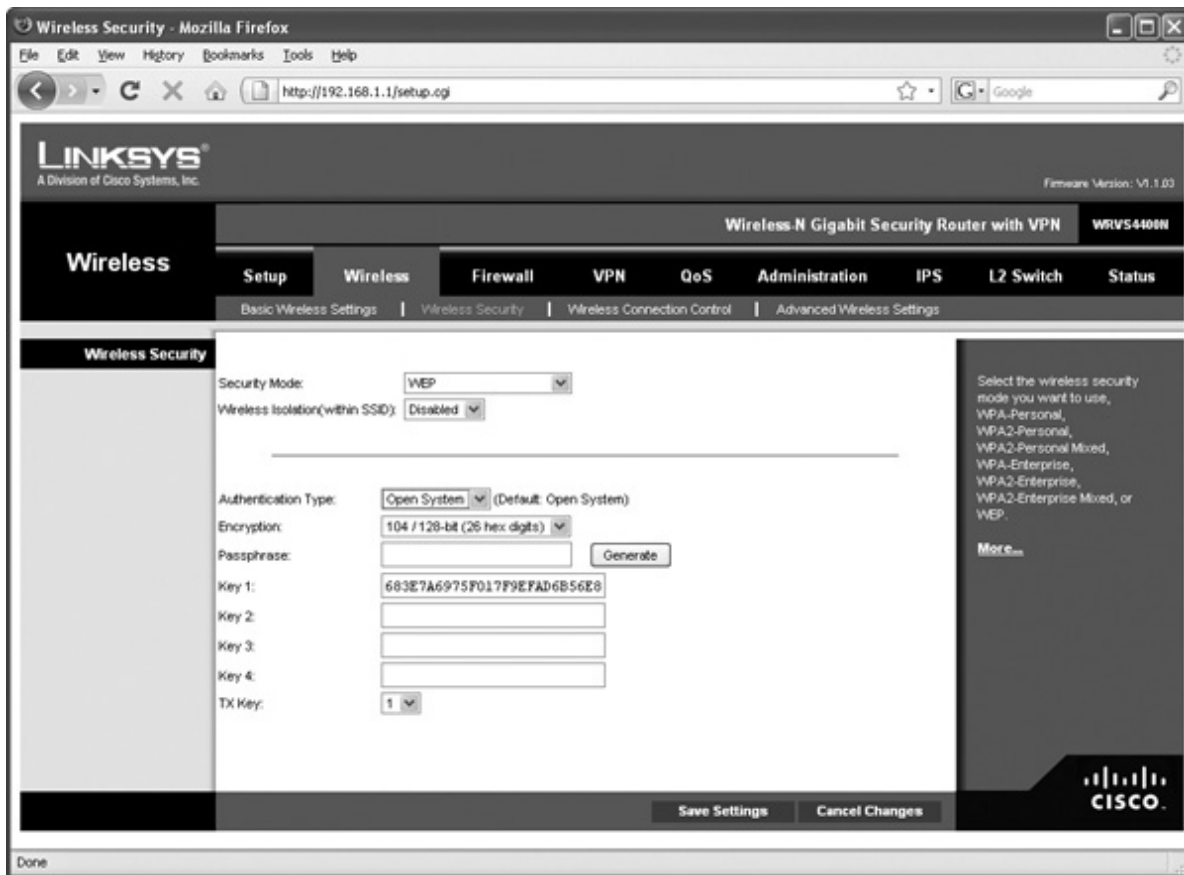 Wireless Security - Mozilla Firefox
File Edit View History Bookmarks Tools Help
http://192.168.1.1/setup.cgi
G Google
LINKSYS®
A Division of Cisco Systems, Inc.
Firmware Version: V1.1.03
Wireless-N Gigabit Security Router with VPN WRVS4400N
Wireless
Setup Wireless Firewall VPN QoS Administration IPS L2 Switch Status
Basic Wireless Settings | Wireless Security | Wireless Connection Control | Advanced Wireless Settings
Wireless Security
Security Mode: WEP
Wireless Isolation(within SSID): Disabled
Authentication Type: Open System (Default: Open System)
Encryption: 104 / 128-bit (26 hex digits)
Passphrase: Generate
Key 1: 683E7A6975F017F9EFAD6B56E8
Key 2:
Key 3:
Key 4:
TX Key: 1
Select the wireless security
mode you want to use,
WPA-Personal,
WPA2-Personal,
WPA2-Personal Mixed,
WPA-Enterprise,
WPA2-Enterprise,
WPA2-Enterprise Mixed, or
WEP.
More...
Save Settings Cancel Changes
CISCO.
Done